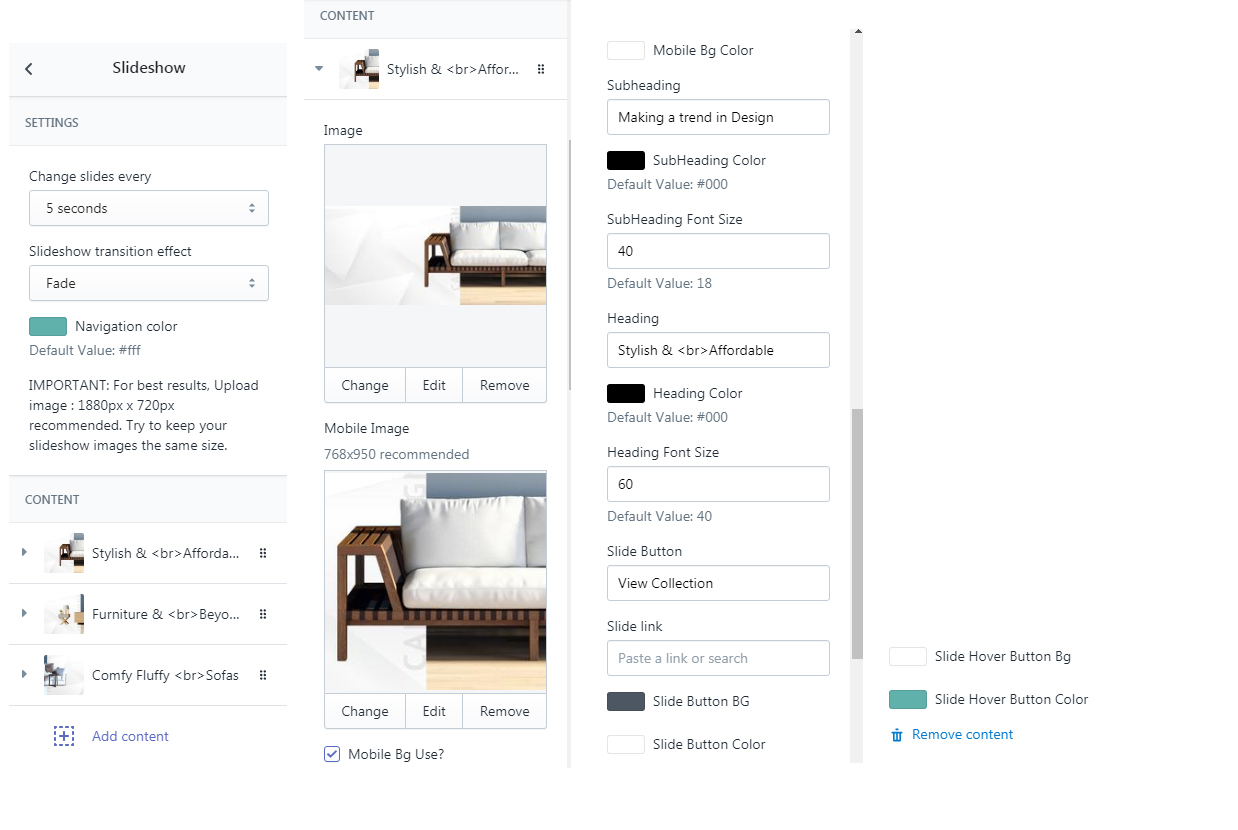 Slideshow
SETTINGS
Change slides every
5 seconds
Slideshow transition effect
Fade
Navigation color
Default Value: #fff
IMPORTANT: For best results, Upload
image : 1880px x 720px
recommended. Try to keep your
slideshow images the same size.
CONTENT
Stylish & <br>Afforda...
Furniture & <br>Beyo...
Comfy Fluffy <br>Sofas
Add content
CONTENT
Stylish & <br>Affor...
Image
Change Edit Remove
Mobile Image
768x950 recommended
Change Edit Remove
Mobile Bg Use?
Mobile Bg Color
Subheading
Making a trend in Design
SubHeading Color
Default Value: #000
SubHeading Font Size
40
Default Value: 18
Heading
Stylish & <br>Affordable
Heading Color
Default Value: #000
Heading Font Size
60
Default Value: 40
Slide Button
View Collection
Slide link
Paste a link or search
Slide Button BG
Slide Button Color
Slide Hover Button Bg
Slide Hover Button Color
Remove content